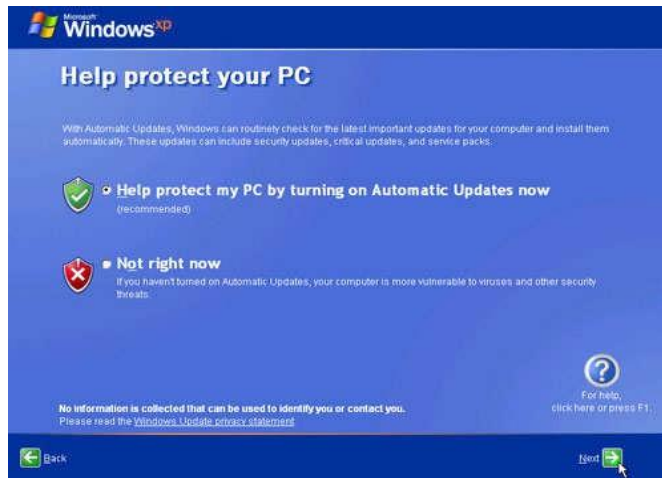 Microsoft
Windows xp
Help protect your PC
With Automatic Updates, Windows can routinely check for the latest important updates for your computer and install them
automatically. These updates can include security updates, critical updates, and service packs.
Help protect my PC by turning on Automatic Updates now
(recommended)
Not right now
If you haven't turned on Automatic Updates, your computer is more vulnerable to viruses and other security
threats.
For help,
click here or press F1.
No information is collected that can be used to identify you or contact you.
Please read the Windows Update privacy statement
Back
Next